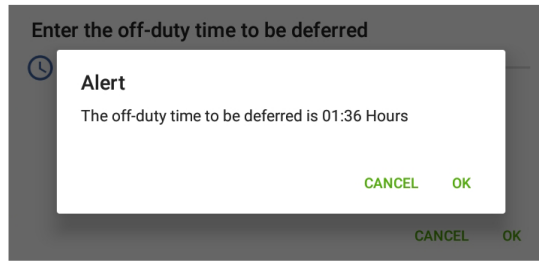 Enter the off-duty time to be deferred
Alert
The off-duty time to be deferred is 01:36 Hours
CANCEL OK
CANCEL OK